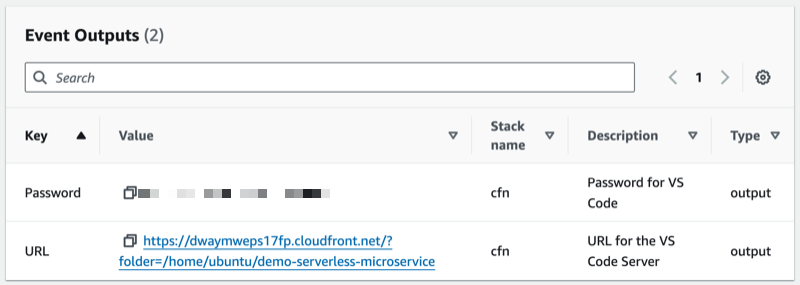 Event Outputs (2)
Search
1
Key Value Stack name Description Type
Password cfn Password for VS Code output
URL https://dwaymweps17fp.cloudfront.net/?
folder=/home/ubuntu/demo-serverless-microservice cfn URL for the VS Code Server output